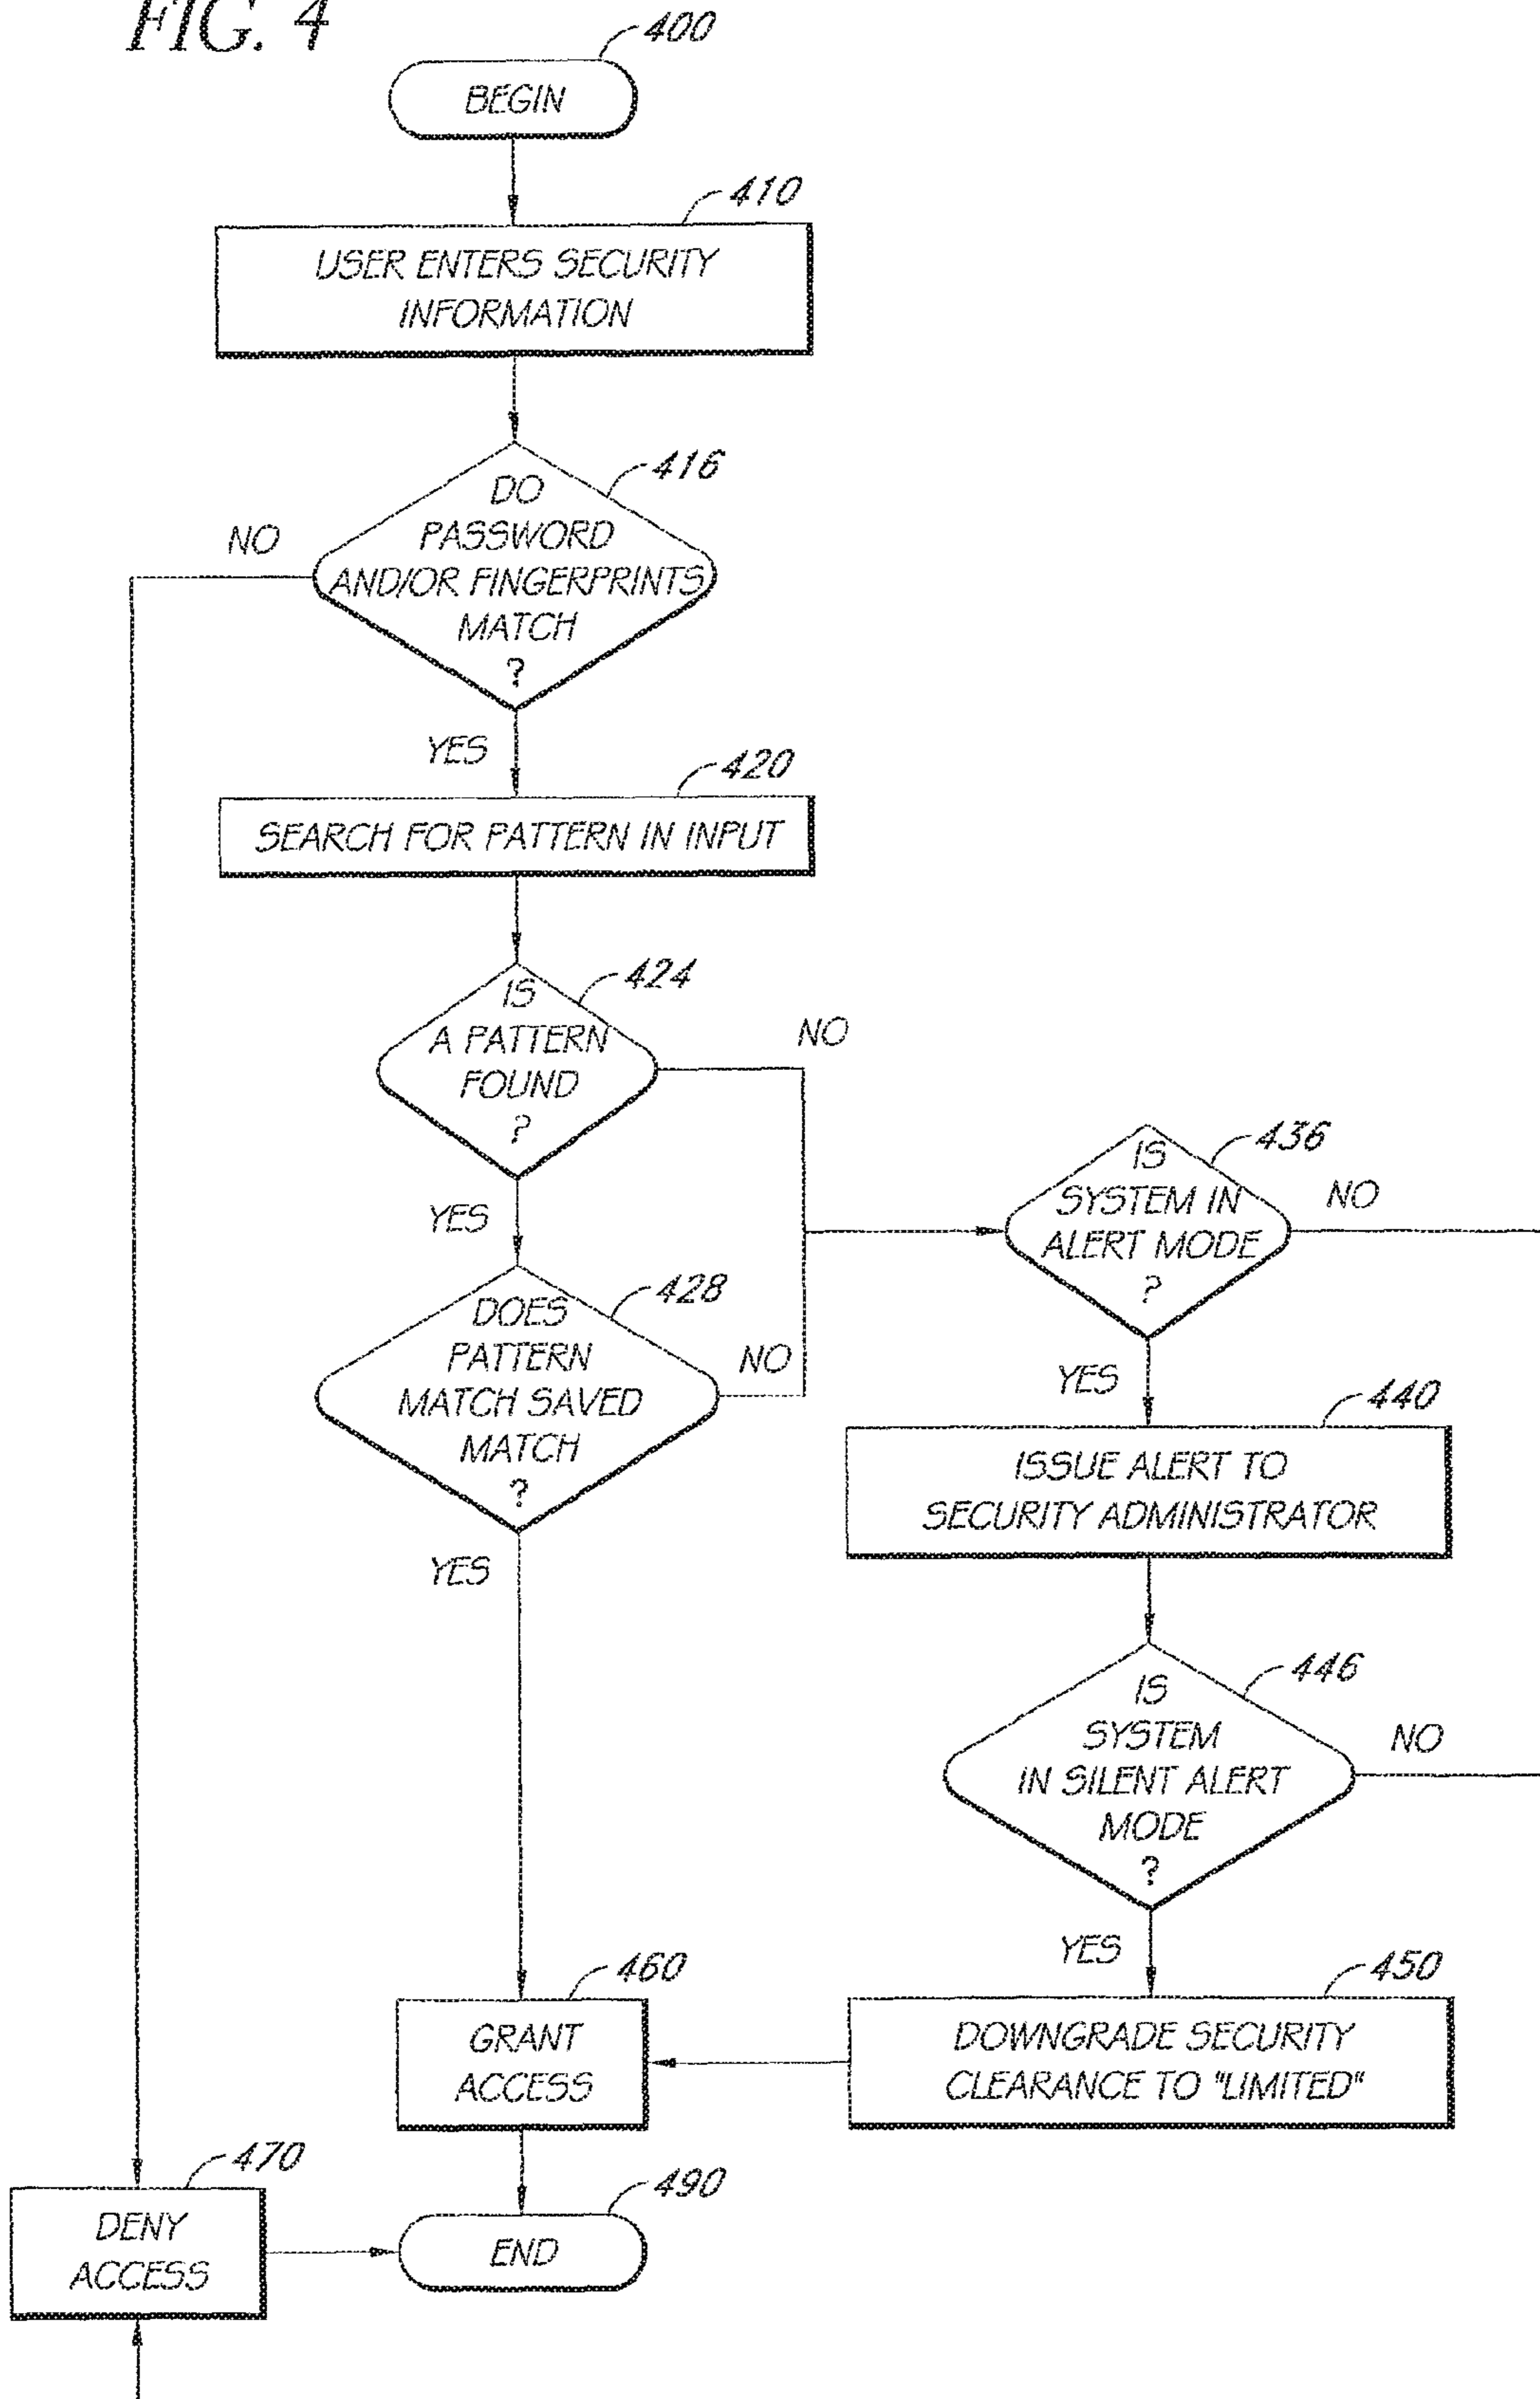 FIG. 4
400
BEGIN
410
USER ENTERS SECURITY
INFORMATION
416
DO
PASSWORD
AND/OR FINGERPRINTS
MATCH
?
NO
YES
420
SEARCH FOR PATTERN IN INPUT
424
IS
A PATTERN
FOUND
?
NO
YES
428
DOES
PATTERN
MATCH SAVED
MATCH
?
NO
YES
436
IS
SYSTEM IN
ALERT MODE
?
NO
YES
440
ISSUE ALERT TO
SECURITY ADMINISTRATOR
446
IS
SYSTEM
IN SILENT ALERT
MODE
?
NO
YES
450
DOWNGRADE SECURITY
CLEARANCE TO "LIMITED"
460
GRANT
ACCESS
470
DENY
ACCESS
490
END